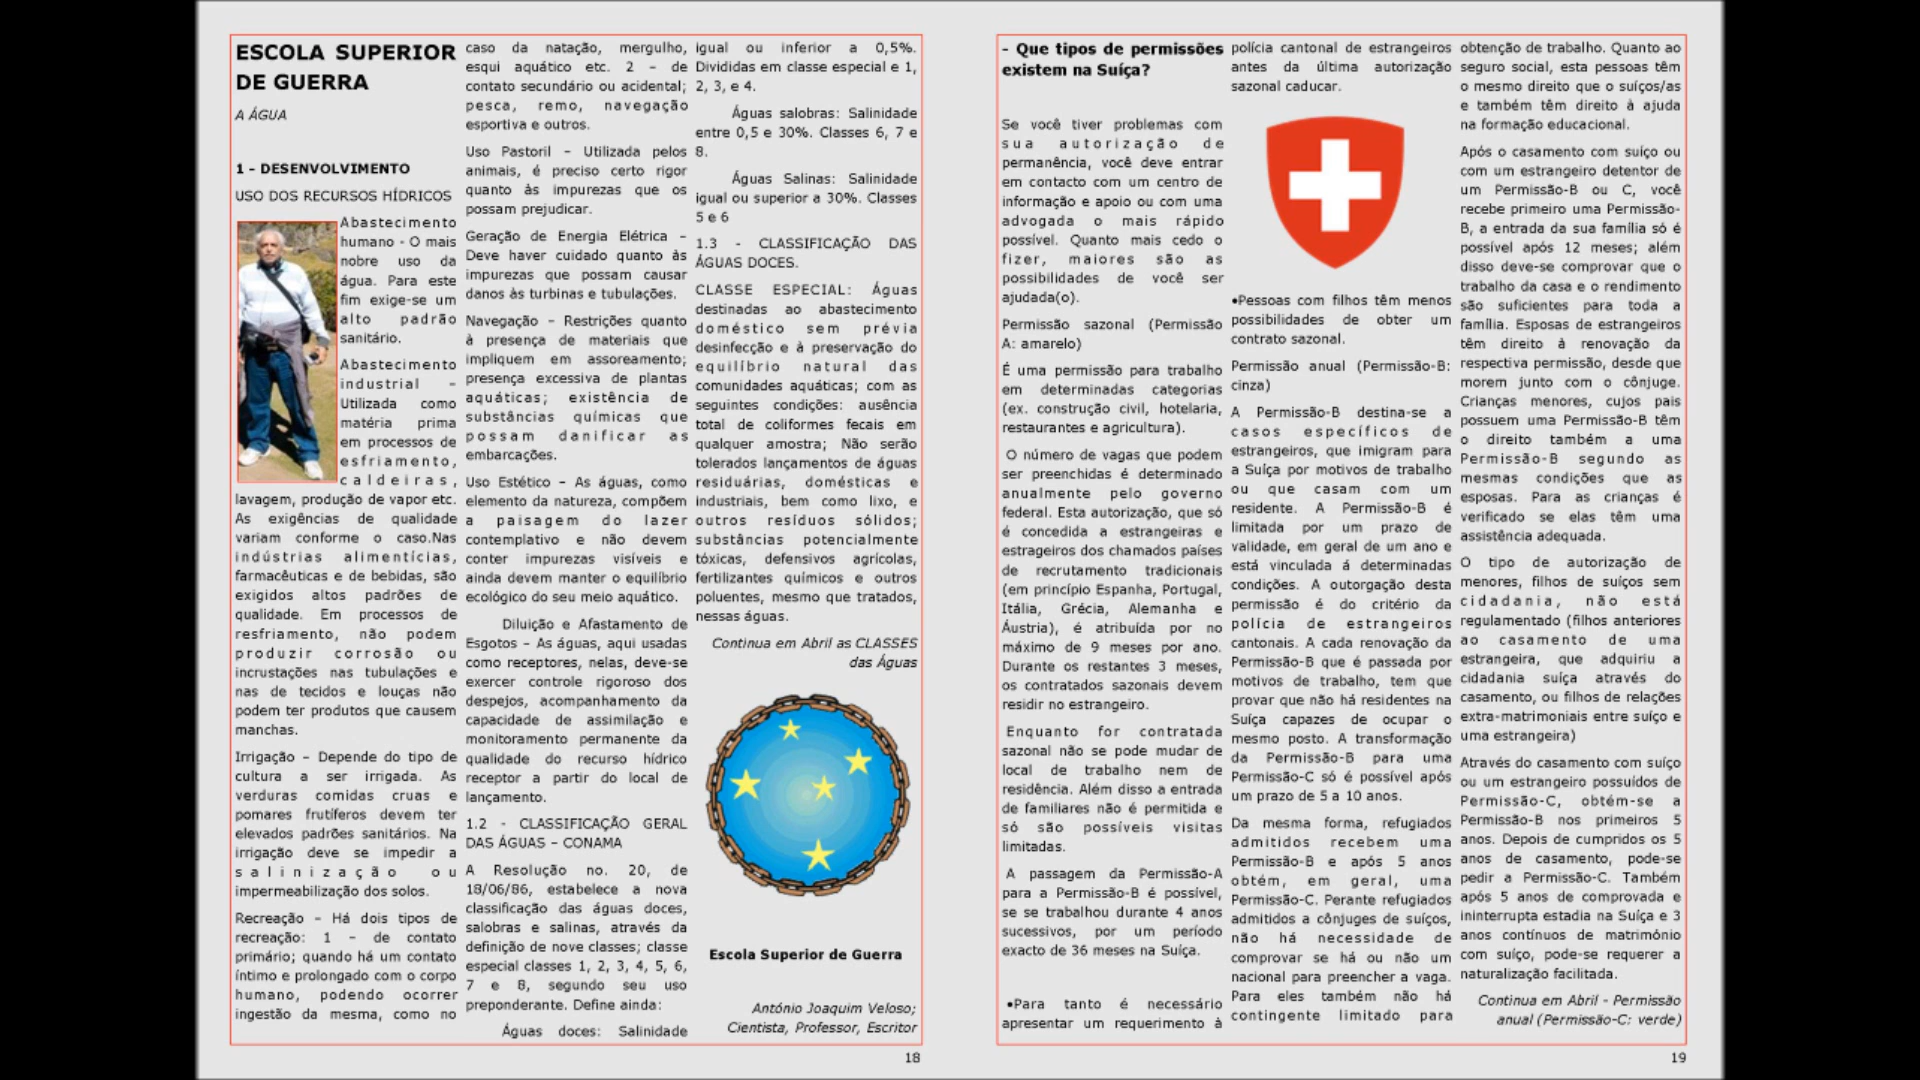 ESCOLA SUPERIOR
DE GUERRA
A ÁGUA
1 - DESENVOLVIMENTO
USO DOS RECURSOS HÍDRICOS
Abastecimento
humano - O mais
nobre uso da
água. Para este
fim exige-se um
alto padrão
sanitário.
Abastecimento
industrial –
Utilizada como
matéria prima
em processos de
esfriamento,
caldeiras,
lavagem, produção de vapor etc.
As exigências de qualidade
variam conforme o caso.Nas
indústrias alimentícias,
farmacêuticas e de bebidas, são
exigidos altos padrões de
qualidade. Em processos de
resfriamento, não podem
produzir corrosão ou
incrustações nas tubulações e
nas de tecidos e louças não
podem ter produtos que causem
manchas.
Irrigação – Depende do tipo de
cultura a ser irrigada. As
verduras comidas cruas e
pomares frutíferos devem ter
elevados padrões sanitários. Na
irrigação deve se impedir a
salinização ou
impermeabilização dos solos.
Recreação – Há dois tipos de
recreação: 1 – de contato
primário; quando há um contato
íntimo e prolongado com o corpo
humano, podendo ocorrer
ingestão da mesma, como no
caso da natação, mergulho,
esqui aquático etc. 2 – de
contato secundário ou acidental;
pesca, remo, navegação
esportiva e outros.
Uso Pastoril – Utilizada pelos
animais, é preciso certo rigor
quanto às impurezas que os
possam prejudicar.
Geração de Energia Elétrica –
Deve haver cuidado quanto às
impurezas que possam causar
danos às turbinas e tubulações.
Navegação – Restrições quanto
à presença de materiais que
impliquem em assoreamento;
presença excessiva de plantas
aquáticas; existência de
substâncias químicas que
possam danificar as
embarcações.
Uso Estético – As águas, como
elemento da natureza, compõem
a paisagem do lazer
contemplativo e não devem
conter impurezas visíveis e
ainda devem manter o equilíbrio
ecológico do seu meio aquático.
Diluição e Afastamento de
Esgotos – As águas, aqui usadas
como receptores, nelas, deve-se
exercer controle rigoroso dos
despejos, acompanhamento da
capacidade de assimilação e
monitoramento permanente da
qualidade do recurso hídrico
receptor a partir do local de
lançamento.
1.2 - CLASSIFICAÇÃO GERAL
DAS ÁGUAS – CONAMA
A Resolução no. 20, de
18/06/86, estabelece a nova
classificação das águas doces,
salobras e salinas, através da
definição de nove classes; classe
especial classes 1, 2, 3, 4, 5, 6,
7 e 8, segundo seu uso
preponderante. Define ainda:
Águas doces: Salinidade
igual ou inferior a 0,5%.
Divididas em classe especial e 1,
2, 3, e 4.
Águas salobras: Salinidade
entre 0,5 e 30%. Classes 6, 7 e
8.
Águas Salinas: Salinidade
igual ou superior a 30%. Classes
5 e 6
1.3 - CLASSIFICAÇÃO DAS
ÁGUAS DOCES.
CLASSE ESPECIAL: Águas
destinadas ao abastecimento
doméstico sem prévia
desinfecção e à preservação do
equilíbrio natural das
comunidades aquáticas; com as
seguintes condições: ausência
total de coliformes fecais em
qualquer amostra; Não serão
tolerados lançamentos de águas
residuárias, domésticas e
industriais, bem como lixo, e
outros resíduos sólidos;
substâncias potencialmente
tóxicas, defensivos agrícolas,
fertilizantes químicos e outros
poluentes, mesmo que tratados,
nessas águas.
Continua em Abril as CLASSES
das Águas
Escola Superior de Guerra
António Joaquim Veloso;
Cientista, Professor, Escritor
18
- Que tipos de permissões
existem na Suíça?
Se você tiver problemas com
sua autorização de
permanência, você deve entrar
em contacto com um centro de
informação e apoio ou com uma
advogada o mais rápido
possível. Quanto mais cedo o
fizer, maiores são as
possibilidades de você ser
ajudada(o).
Permissão sazonal (Permissão
A: amarelo)
É uma permissão para trabalho
em determinadas categorias
(ex. construção civil, hotelaria,
restaurantes e agricultura).
O número de vagas que podem
ser preenchidas é determinado
anualmente pelo governo
federal. Esta autorização, que só
é concedida a estrangeiras e
estrageiros dos chamados países
de recrutamento tradicionais
(em princípio Espanha, Portugal,
Itália, Grécia, Alemanha e
Áustria), é atribuída por no
máximo de 9 meses por ano.
Durante os restantes 3 meses,
os contratados sazonais devem
residir no estrangeiro.
Enquanto for contratada
sazonal não se pode mudar de
local de trabalho nem de
residência. Além disso a entrada
de familiares não é permitida e
só são possíveis visitas
limitadas.
A passagem da Permissão-A
para a Permissão-B é possível,
se se trabalhou durante 4 anos
sucessivos, por um período
exacto de 36 meses na Suíça.
•Para tanto é necessário
apresentar um requerimento à
polícia cantonal de estrangeiros
antes da última autorização
sazonal caducar.
•Pessoas com filhos têm menos
possibilidades de obter um
contrato sazonal.
Permissão anual (Permissão-B:
cinza)
A Permissão-B destina-se a
casos específicos de
estrangeiros, que imigram para
a Suíça por motivos de trabalho
ou que casam com um
residente. A Permissão-B é
limitada por um prazo de
validade, em geral de um ano e
está vinculada á determinadas
condições. A outorgação desta
permissão é do critério da
polícia de estrangeiros
cantonais. A cada renovação da
Permissão-B que é passada por
motivos de trabalho, tem que
provar que não há residentes na
Suíça capazes de ocupar o
mesmo posto. A transformação
da Permissão-B para uma
Permissão-C só é possível após
um prazo de 5 a 10 anos.
Da mesma forma, refugiados
admitidos recebem uma
Permissão-B e após 5 anos
obtém, em geral, uma
Permissão-C. Perante refugiados
admitidos a cônjuges de suíços,
não há necessidade de
comprovar se há ou não um
nacional para preencher a vaga.
Para eles também não há
contingente limitado para
obtenção de trabalho. Quanto ao
seguro social, esta pessoas têm
o mesmo direito que o suíços/as
e também têm direito à ajuda
na formação educacional.
Após o casamento com suíço ou
com um estrangeiro detentor de
um Permissão-B ou C, você
recebe primeiro uma Permissão-
B, a entrada da sua família só é
possível após 12 meses; além
disso deve-se comprovar que o
trabalho da casa e o rendimento
são suficientes para toda a
família. Esposas de estrangeiros
têm direito à renovação da
respectiva permissão, desde que
morem junto com o cônjuge.
Crianças menores, cujos pais
possuem uma Permissão-B têm
o direito também a uma
Permissão-B segundo as
mesmas condições que as
esposas. Para as crianças é
verificado se elas têm uma
assistência adequada.
O tipo de autorização de
menores, filhos de suíços sem
cidadania, não está
regulamentado (filhos anteriores
ao casamento de uma
estrangeira, que adquiriu a
cidadania suíça através do
casamento, ou filhos de relações
extra-matrimoniais entre suíço e
uma estrangeira)
Através do casamento com suíço
ou um estrangeiro possuídos de
Permissão-C, obtém-se a
Permissão-B nos primeiros 5
anos. Depois de cumpridos os 5
anos de casamento, pode-se
pedir a Permissão-C. Também
após 5 anos de comprovada e
ininterrupta estadia na Suíça e 3
anos contínuos de matrimónio
com suíço, pode-se requerer a
naturalização facilitada.
Continua em Abril - Permissão
anual (Permissão-C: verde)
19